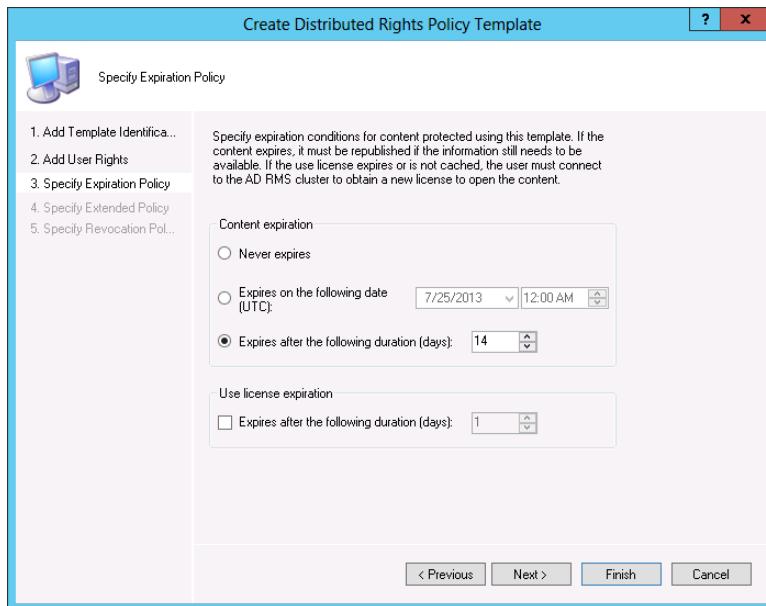 Create Distributed Rights Policy Template
?
x
Specify Expiration Policy
1. Add Template Identifica...
2. Add User Rights
3. Specify Expiration Policy
4. Specify Extended Policy
5. Specify Revocation Pol...
Specify expiration conditions for content protected using this template. If the
content expires, it must be republished if the information still needs to be
available. If the use license expires or is not cached, the user must connect
to the AD RMS cluster to obtain a new license to open the content.
Content expiration
Never expires
Expires on the following date
(UTC):
7/25/2013
12:00 AM
Expires after the following duration (days):
14
Use license expiration
Expires after the following duration (days):
1
< Previous
Next >
Finish
Cancel